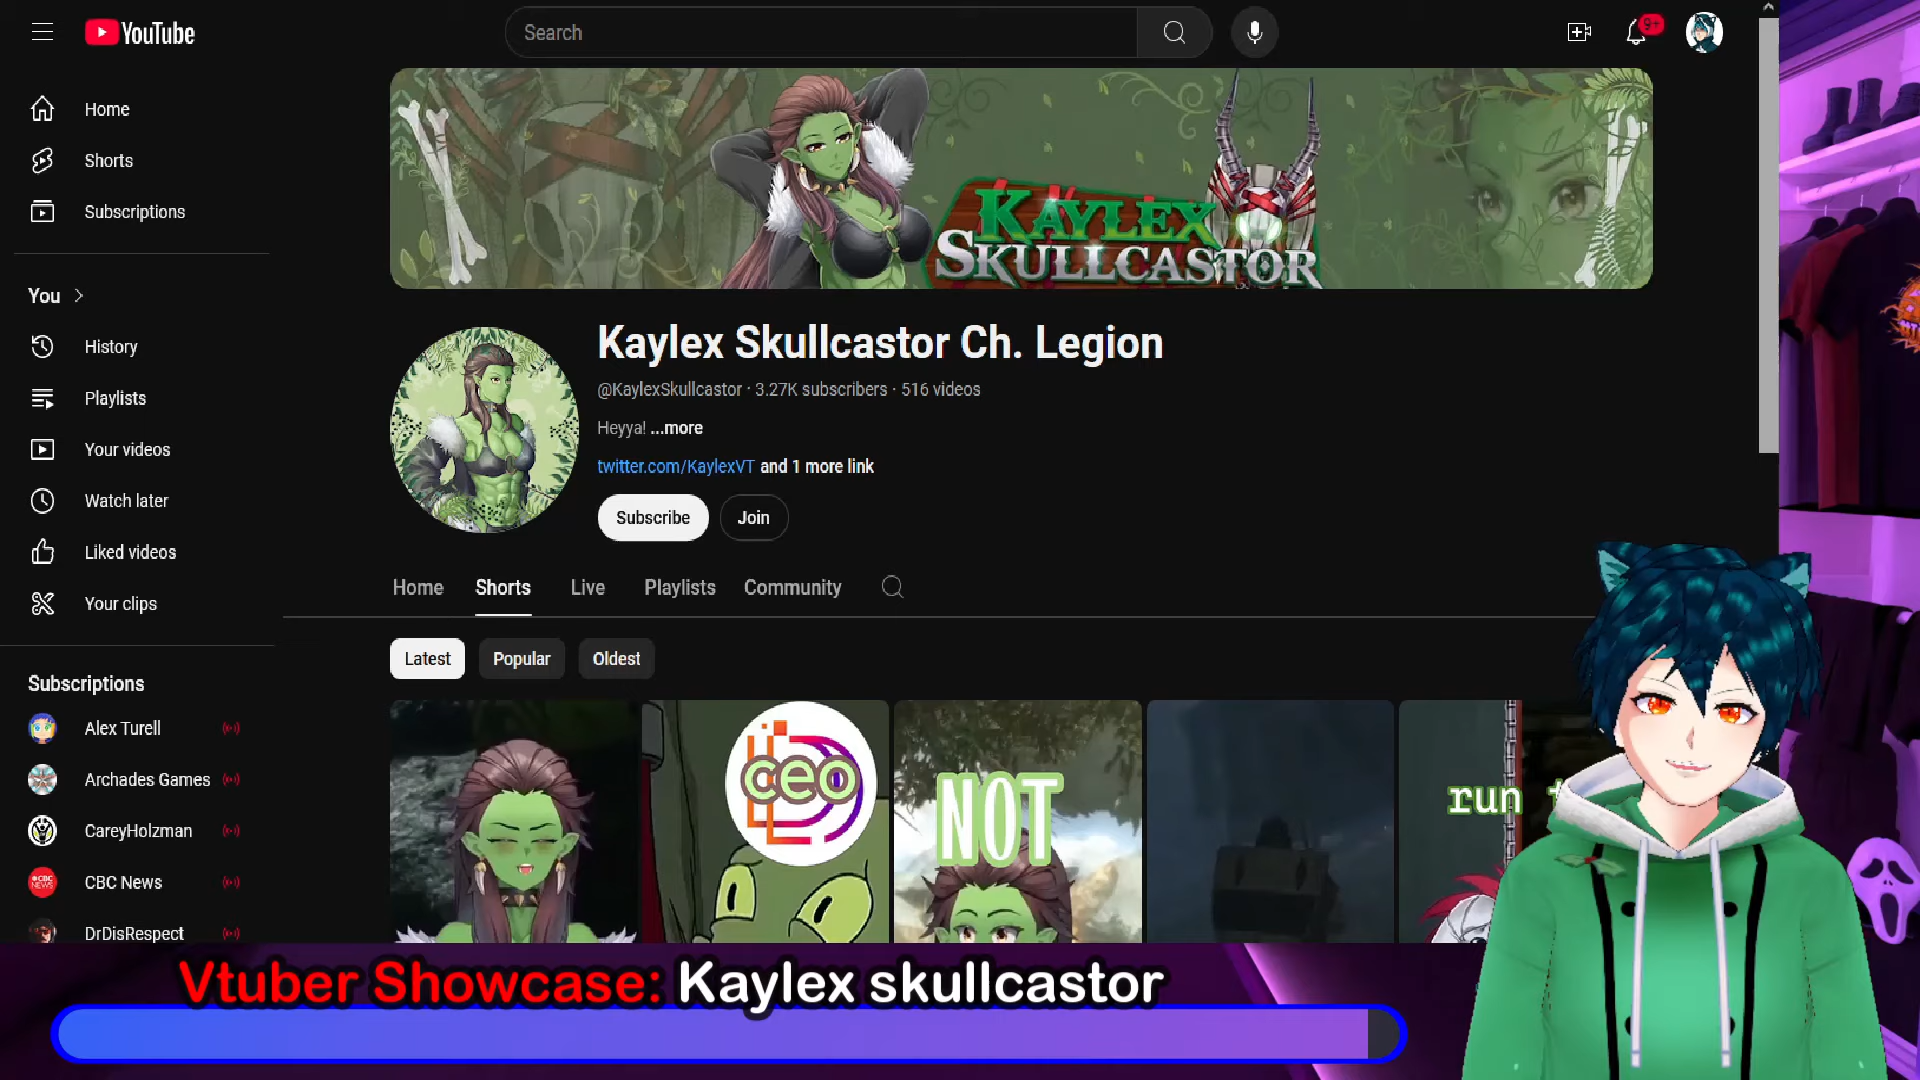 YouTube
Search
9+
Home
Shorts
Subscriptions
You
History
Playlists
Your videos
Watch later
Liked videos
Your clips
Subscriptions
Alex Turell
Archades Games
CareyHolzman
CBC News
DrDisRespect
KAYLEX
SKULLCASTOR
Kaylex Skullcastor Ch. Legion
@KaylexSkullcastor · 3.27K subscribers · 516 videos
Heyya! ...more
twitter.com/KaylexVT and 1 more link
Subscribe Join
Home Shorts Live Playlists Community
Latest Popular Oldest
ceo
NOT
run
Vtuber Showcase: Kaylex skullcastor